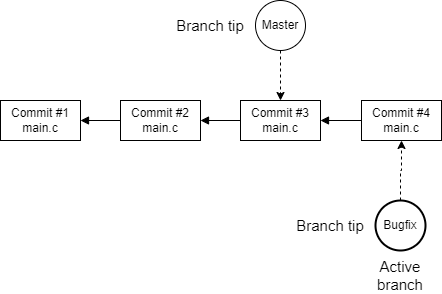 Branch tip
Master
Commit #1
main.c
Commit #2
main.c
Commit #3
main.c
Commit #4
main.c
Branch tip
Bugfix
Active
branch